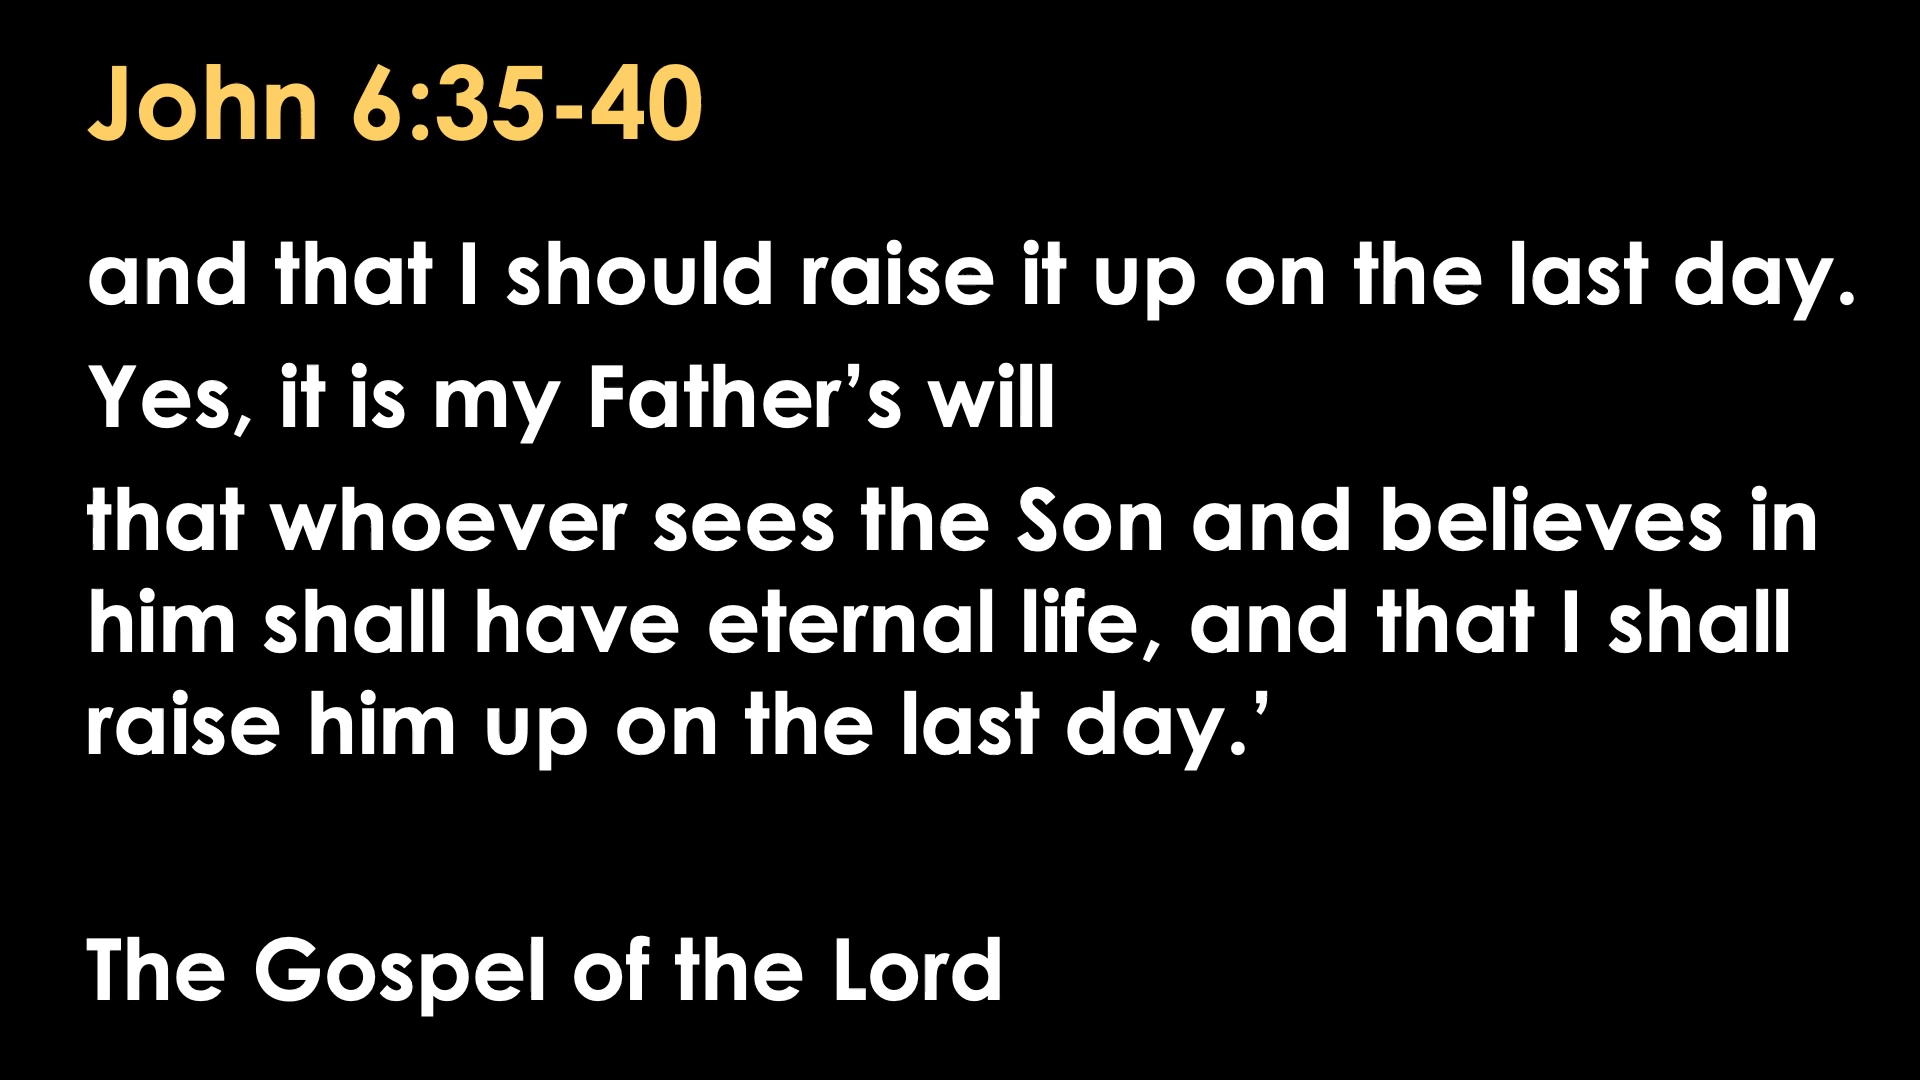 John 6:35-40
and that I should raise it up on the last day.
Yes, it is my Father’s will
that whoever sees the Son and believes in
him shall have eternal life, and that I shall
raise him up on the last day.’
The Gospel of the Lord